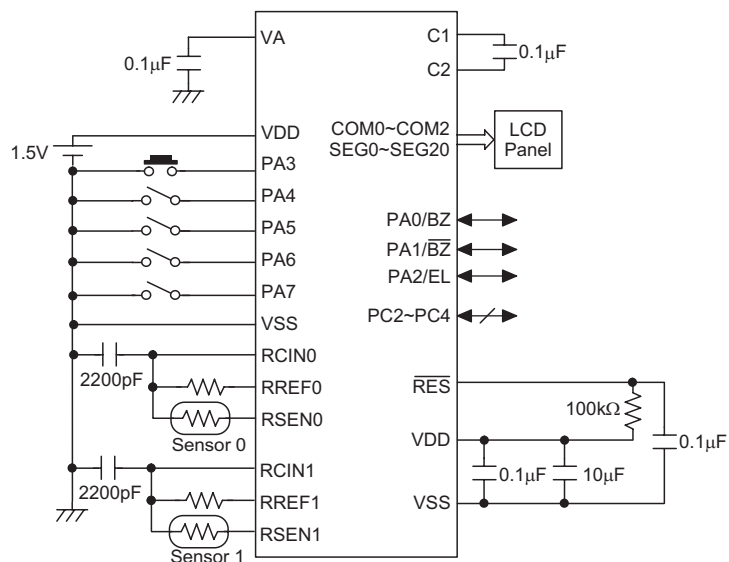 VA
C1
0.1μF
0.1μF
C2
VDD
COM0~COM2
SEG0~SEG20
LCD
Panel
1.5V
PA3
PA4
PA5
PA6
PA7
PA0/BZ
PA1/B̅Z̅
PA2/EL
PC2~PC4
VSS
RCIN0
2200pF
RREF0
RSEN0
Sensor 0
R̅E̅S̅
100kΩ
VDD
0.1μF
0.1μF
10μF
VSS
RCIN1
2200pF
RREF1
RSEN1
Sensor 1